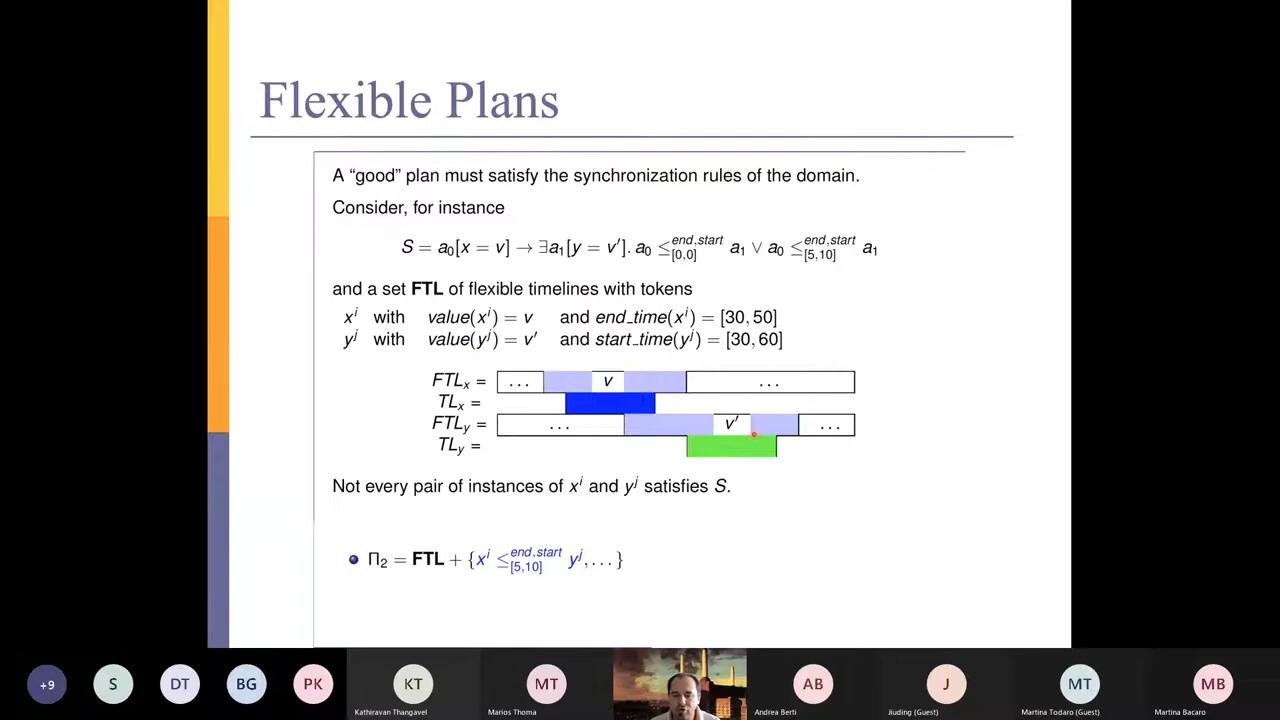 Flexible Plans
A “good” plan must satisfy the synchronization rules of the domain.
Consider, for instance
S = a₀[x = v] → ∃a₁[y = v′]. a₀ ≤^{end,start}_{[0,0]} a₁ ∨ a₀ ≤^{end,start}_{[5,10]} a₁
and a set FTL of flexible timelines with tokens
xⁱ with value(xⁱ) = v and end_time(xⁱ) = [30, 50]
yʲ with value(yʲ) = v′ and start_time(yʲ) = [30, 60]
FTLₓ = ... v ...
TLₓ =
FTL_y = ... v′ ...
TL_y =
Not every pair of instances of xⁱ and yʲ satisfies S.
Π₂ = FTL + {xⁱ ≤^{end,start}_{[5,10]} yʲ, ...}
+9 S DT BG PK KT MT AB J MT MB
Kathiravan Thangavel Marios Thoma Andrea Berti Jiuding (Guest) Martina Todaro (Guest) Martina Bacaro